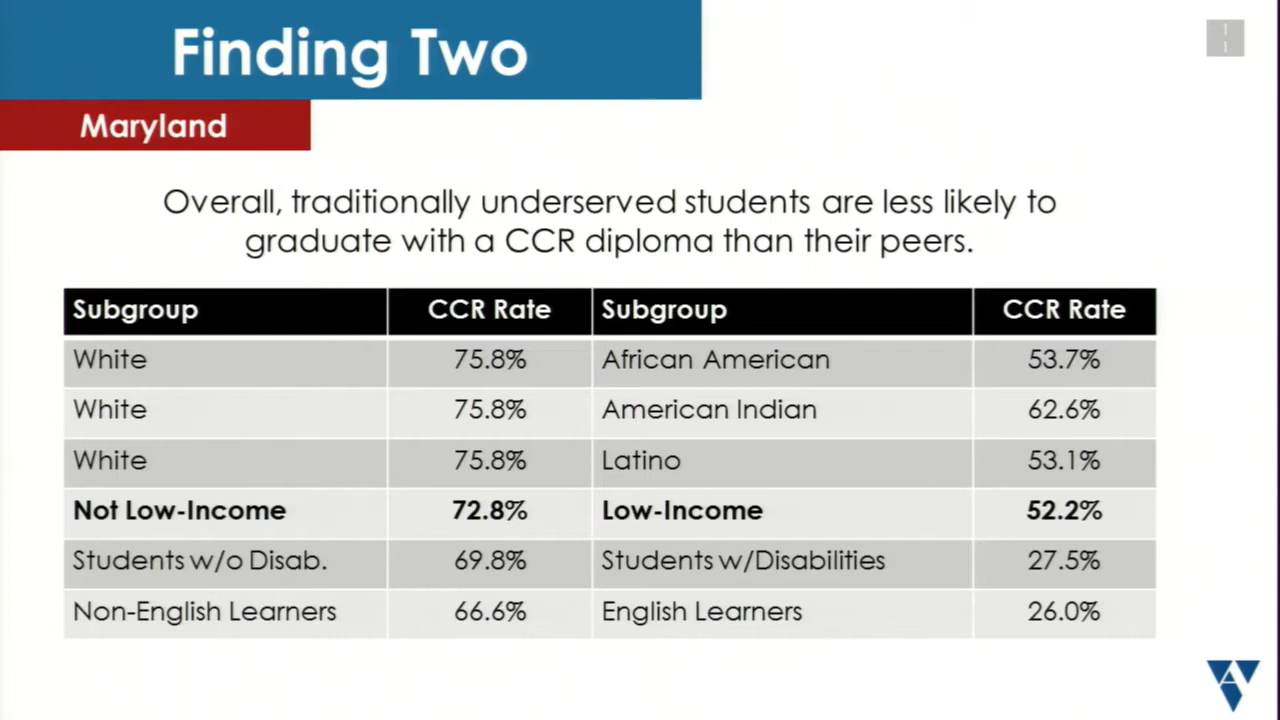 Finding Two
Maryland
Overall, traditionally underserved students are less likely to
graduate with a CCR diploma than their peers.
Subgroup CCR Rate Subgroup CCR Rate
White 75.8% African American 53.7%
White 75.8% American Indian 62.6%
White 75.8% Latino 53.1%
Not Low-Income 72.8% Low-Income 52.2%
Students w/o Disab. 69.8% Students w/Disabilities 27.5%
Non-English Learners 66.6% English Learners 26.0%
A